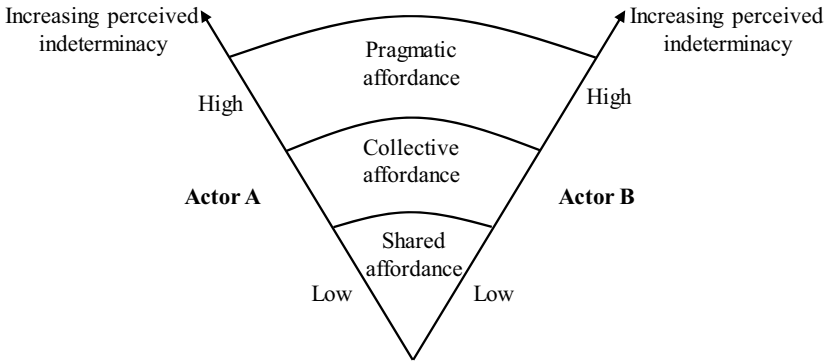 Increasing perceived
indeterminacy
Increasing perceived
indeterminacy
Pragmatic
affordance
High
High
Collective
affordance
Actor A
Actor B
Shared
affordance
Low
Low